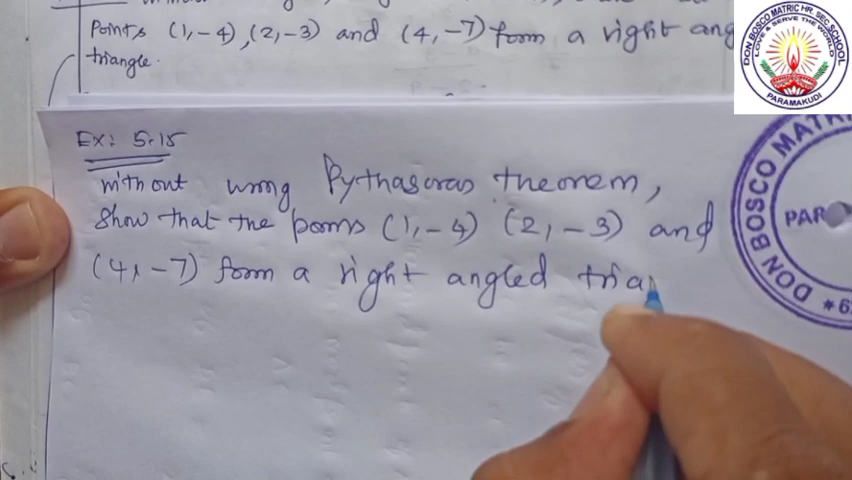 Points (1,-4), (2,-3) and (4,-7) form a right ang
triangle.
DON BOSCO MATRIC HR. SEC SCHOOL
LOVE & SERVE THE WORLD
PARAMAKUDI
Ex: 5.15
without using Pythagoras theorem,
show that the points (1,-4) (2,-3) and
(4,-7) form a right angled tria
DON BOSCO MATR
PAR
*6